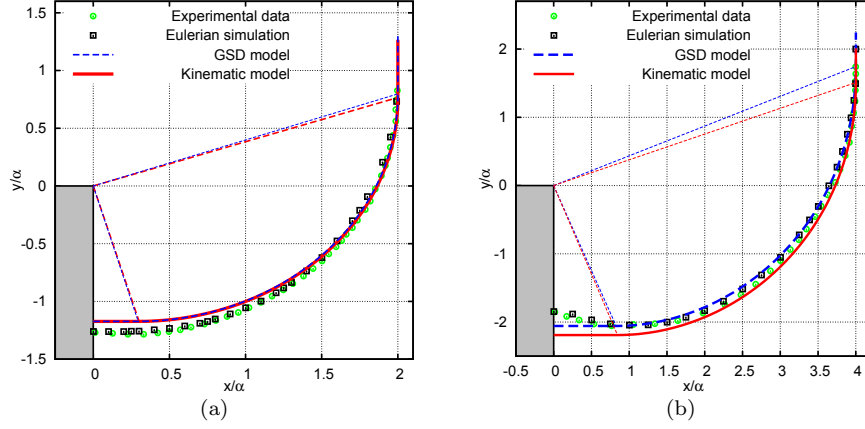 Experimental data
Eulerian simulation
GSD model
Kinematic model
1.5
1
0.5
0
-0.5
-1
-1.5
y/α
0 0.5 1 1.5 2
x/α
(a)
Experimental data
Eulerian simulation
GSD model
Kinematic model
2
1
0
-1
-2
y/α
-0.5 0 0.5 1 1.5 2 2.5 3 3.5 4
x/α
(b)